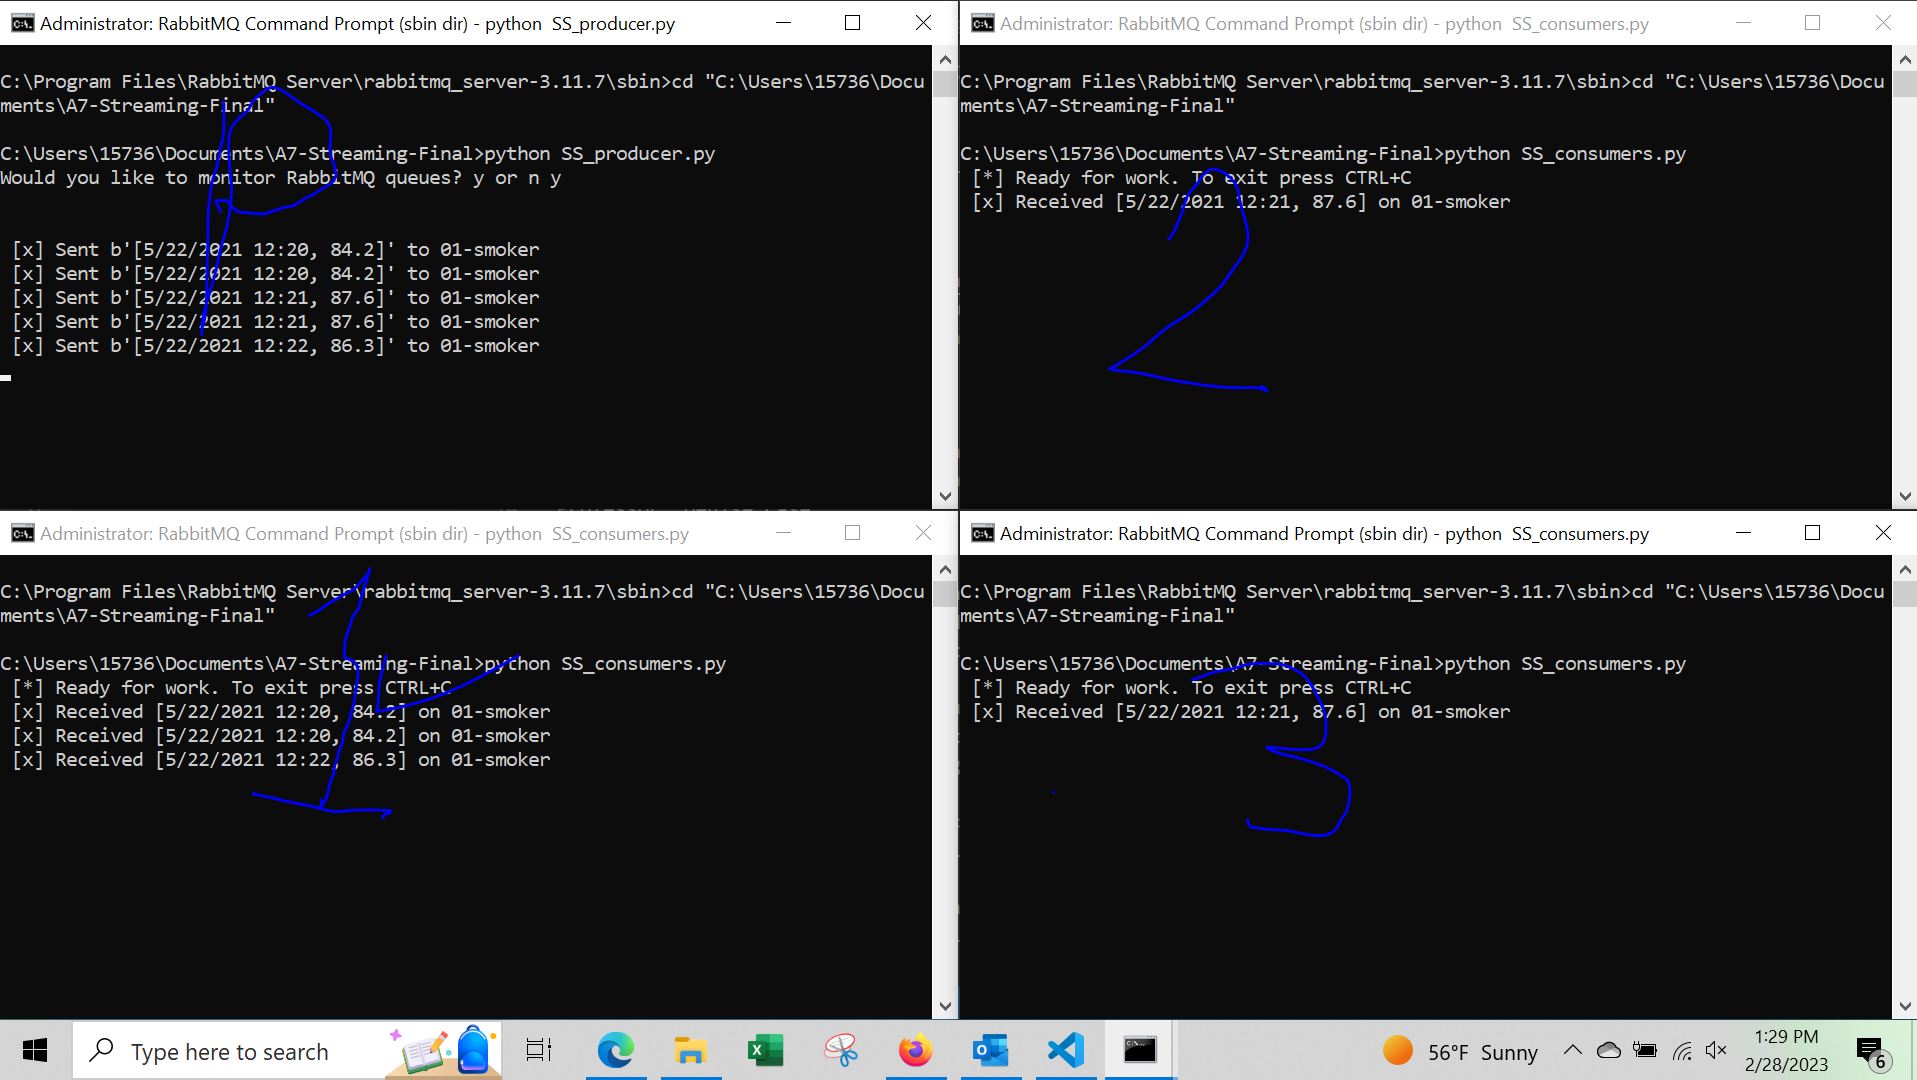 Administrator: RabbitMQ Command Prompt (sbin dir) - python  SS_producer.py
C:\Program Files\RabbitMQ Server\rabbitmq_server-3.11.7\sbin>cd "C:\Users\15736\Docu
ments\A7-Streaming-Final"
C:\Users\15736\Documents\A7-Streaming-Final>python SS_producer.py
Would you like to monitor RabbitMQ queues? y or n y
[x] Sent b'[5/22/2021 12:20, 84.2]' to 01-smoker
[x] Sent b'[5/22/2021 12:20, 84.2]' to 01-smoker
[x] Sent b'[5/22/2021 12:21, 87.6]' to 01-smoker
[x] Sent b'[5/22/2021 12:21, 87.6]' to 01-smoker
[x] Sent b'[5/22/2021 12:22, 86.3]' to 01-smoker
P
Administrator: RabbitMQ Command Prompt (sbin dir) - python  SS_consumers.py
C:\Program Files\RabbitMQ Server\rabbitmq_server-3.11.7\sbin>cd "C:\Users\15736\Docu
ments\A7-Streaming-Final"
C:\Users\15736\Documents\A7-Streaming-Final>python SS_consumers.py
[*] Ready for work. To exit press CTRL+C
[x] Received [5/22/2021 12:21, 87.6] on 01-smoker
2
Administrator: RabbitMQ Command Prompt (sbin dir) - python  SS_consumers.py
C:\Program Files\RabbitMQ Server\rabbitmq_server-3.11.7\sbin>cd "C:\Users\15736\Docu
ments\A7-Streaming-Final"
C:\Users\15736\Documents\A7-Streaming-Final>python SS_consumers.py
[*] Ready for work. To exit press CTRL+C
[x] Received [5/22/2021 12:20, 84.2] on 01-smoker
[x] Received [5/22/2021 12:20, 84.2] on 01-smoker
[x] Received [5/22/2021 12:22, 86.3] on 01-smoker
1
Administrator: RabbitMQ Command Prompt (sbin dir) - python  SS_consumers.py
C:\Program Files\RabbitMQ Server\rabbitmq_server-3.11.7\sbin>cd "C:\Users\15736\Docu
ments\A7-Streaming-Final"
C:\Users\15736\Documents\A7-Streaming-Final>python SS_consumers.py
[*] Ready for work. To exit press CTRL+C
[x] Received [5/22/2021 12:21, 87.6] on 01-smoker
3
Type here to search
56°F Sunny
1:29 PM
2/28/2023
6